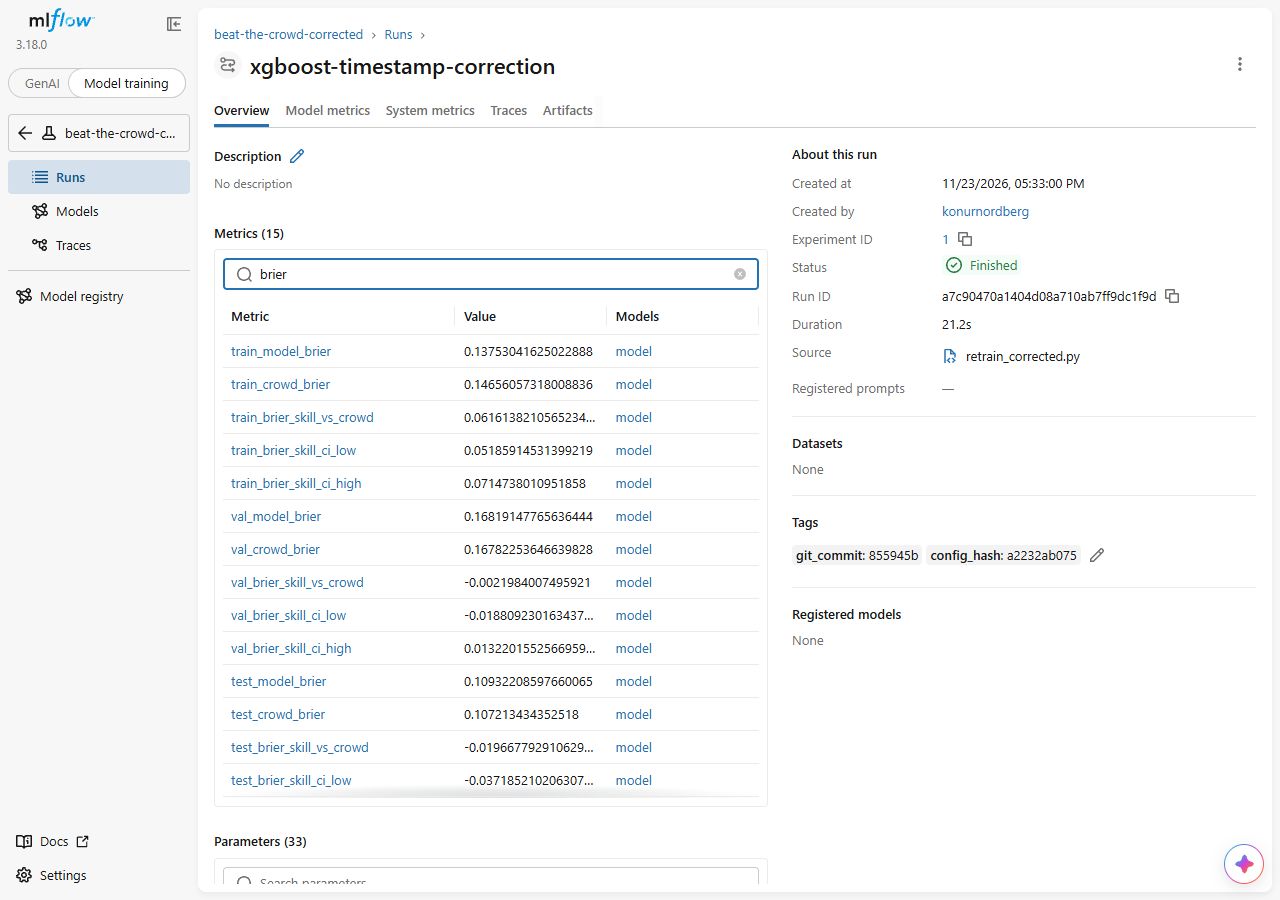 mlflow
3.18.0
GenAI
Model training
beat-the-crowd-c...
Runs
Models
Traces
Model registry
Docs
Settings
beat-the-crowd-corrected > Runs >
xgboost-timestamp-correction
Overview Model metrics System metrics Traces Artifacts
Description
No description
Metrics (15)
brier
Metric Value Models
train_model_brier 0.13753041625022888 model
train_crowd_brier 0.14656057318008836 model
train_brier_skill_vs_crowd 0.0616138210565234... model
train_brier_skill_ci_low 0.05185914531399219 model
train_brier_skill_ci_high 0.0714738010951858 model
val_model_brier 0.16819147765636444 model
val_crowd_brier 0.16782253646639828 model
val_brier_skill_vs_crowd -0.0021984007495921 model
val_brier_skill_ci_low -0.018809230163437... model
val_brier_skill_ci_high 0.0132201552566959... model
test_model_brier 0.10932208597660065 model
test_crowd_brier 0.107213434352518 model
test_brier_skill_vs_crowd -0.019667792910629... model
test_brier_skill_ci_low -0.037185210206307... model
Parameters (33)
Search parameters
About this run
Created at 11/23/2026, 05:33:00 PM
Created by konurnordberg
Experiment ID 1
Status Finished
Run ID a7c90470a1404d08a710ab7ff9dc1f9d
Duration 21.2s
Source retrain_corrected.py
Registered prompts —
Datasets
None
Tags
git_commit: 855945b config_hash: a2232ab075
Registered models
None